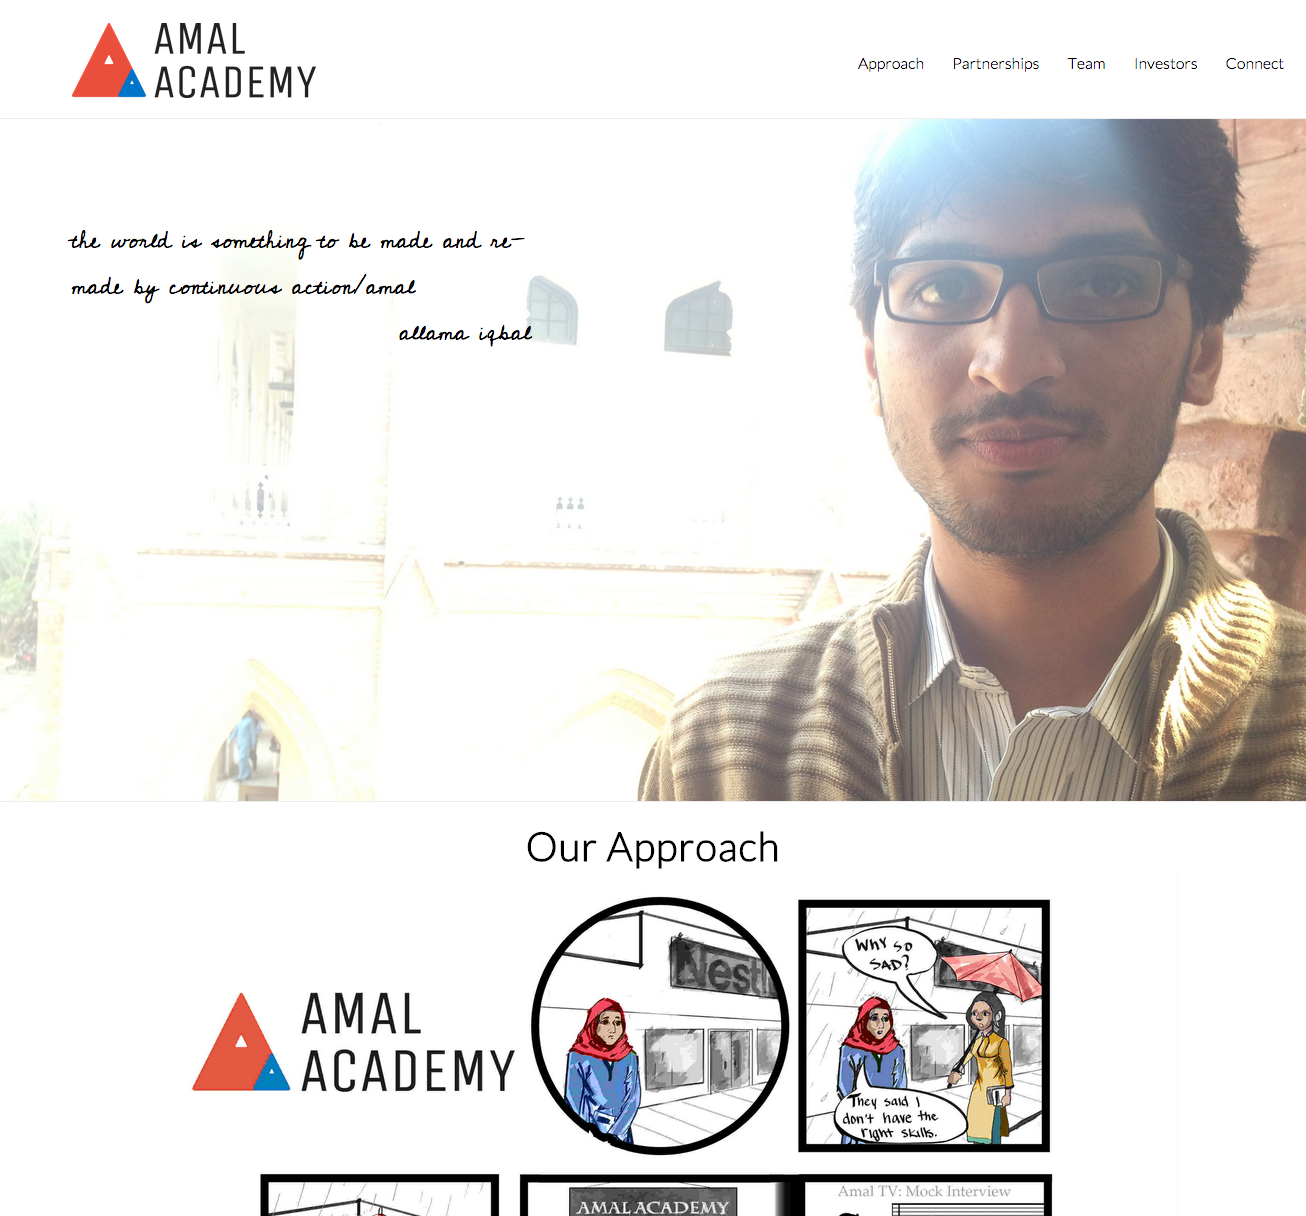 AMAL
ACADEMY
Approach Partnerships Team Investors Connect
the world is something to be made and re-
made by continuous action/amal
allama iqbal
Our Approach
AMAL
ACADEMY
Nest
WHY SO
SAD?
They said I
don't have the
right skills.
AMAL ACADEMY
Amal TV: Mock Interview